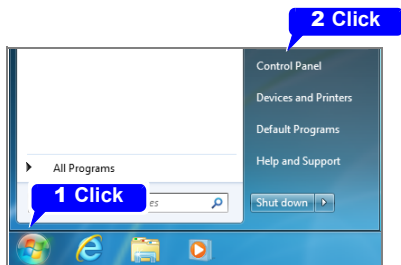 2 Click
Control Panel
Devices and Printers
Default Programs
Help and Support
All Programs
1 Click
Shut down